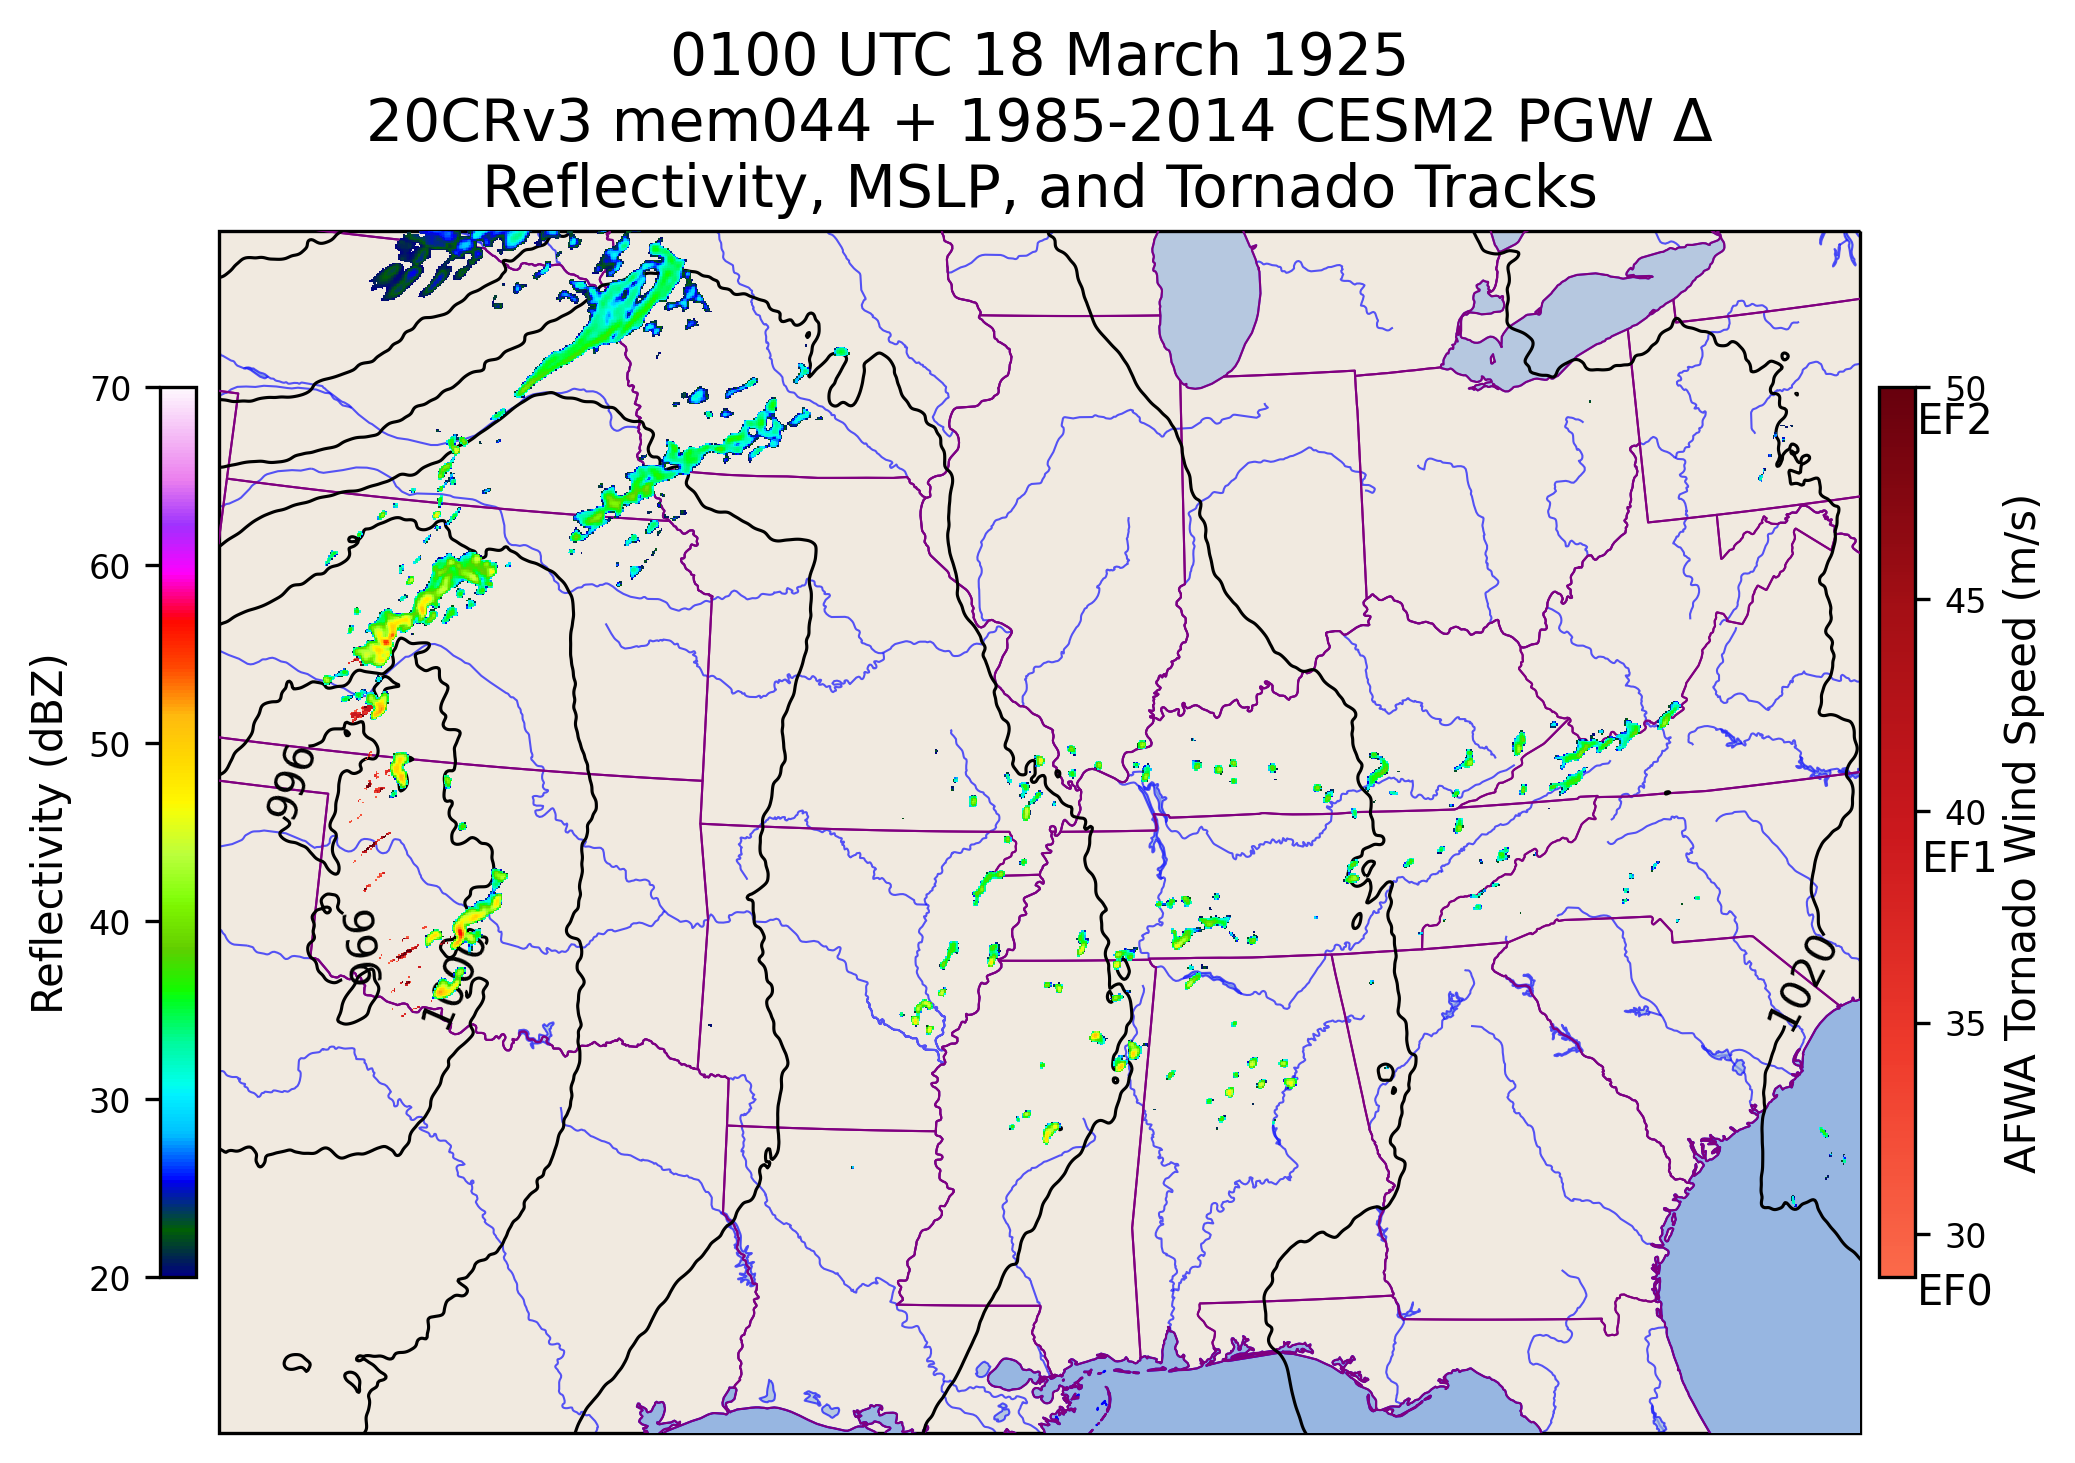 0100 UTC 18 March 1925
20CRv3 mem044 + 1985-2014 CESM2 PGW Δ
Reflectivity, MSLP, and Tornado Tracks
Reflectivity (dBZ)
70
60
50
40
30
20
996
996
1000
1020
50
EF2
45
40
EF1
35
30
EF0
AFWA Tornado Wind Speed (m/s)